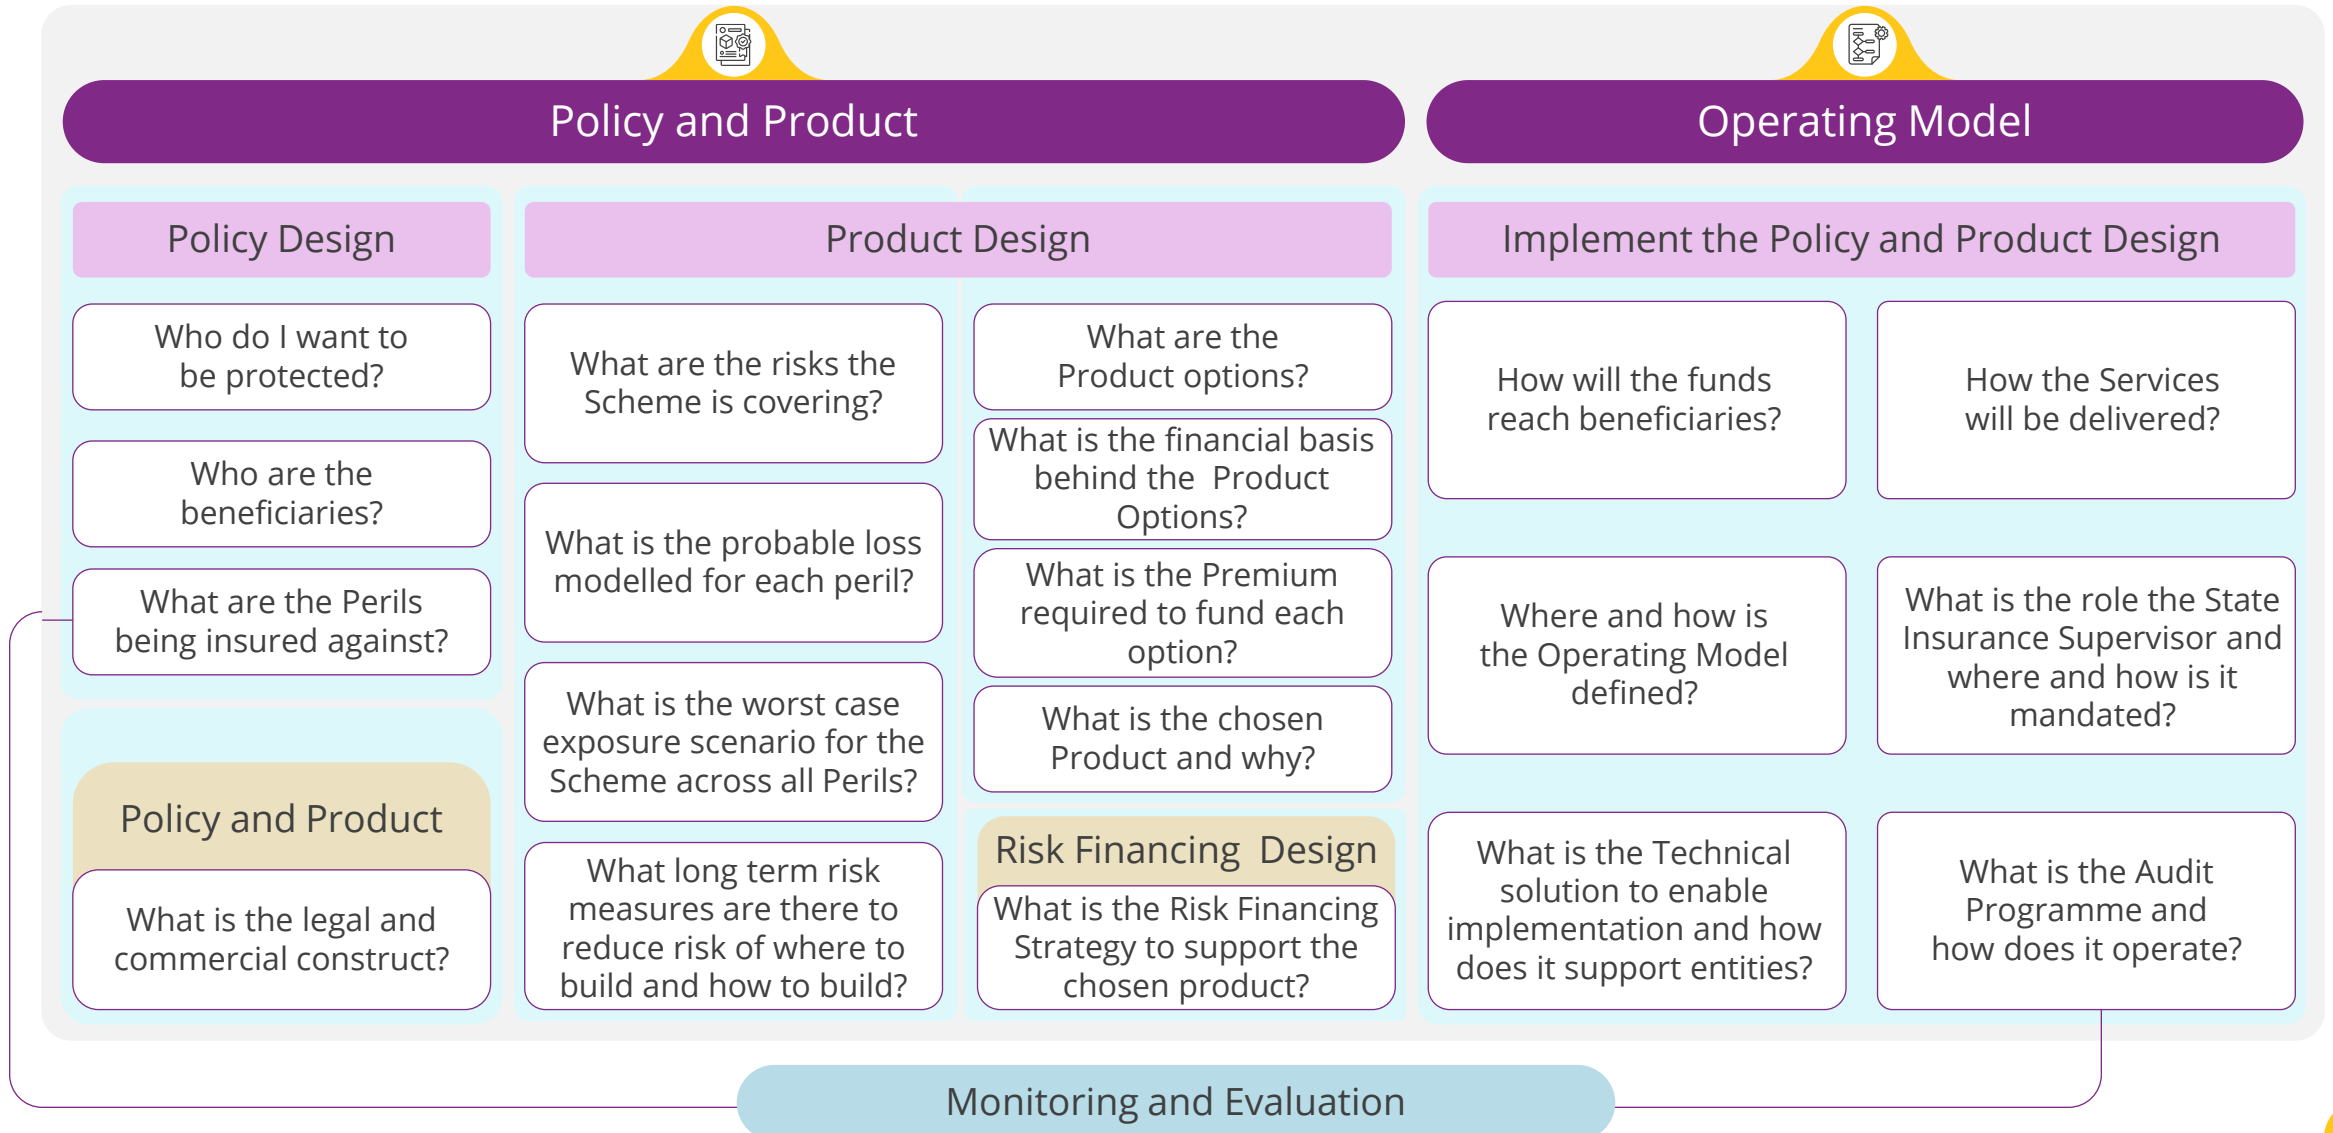 Policy and Product
Operating Model
Policy Design
Who do I want to
be protected?
Who are the
beneficiaries?
What are the Perils
being insured against?
Policy and Product
What is the legal and
commercial construct?
Product Design
What are the risks the
Scheme is covering?
What is the probable loss
modelled for each peril?
What is the worst case
exposure scenario for the
Scheme across all Perils?
What long term risk
measures are there to
reduce risk of where to
build and how to build?
What are the
Product options?
What is the financial basis
behind the  Product
Options?
What is the Premium
required to fund each
option?
What is the chosen
Product and why?
Risk Financing  Design
What is the Risk Financing
Strategy to support the
chosen product?
Implement the Policy and Product Design
How will the funds
reach beneficiaries?
How the Services
will be delivered?
Where and how is
the Operating Model
defined?
What is the role the State
Insurance Supervisor and
where and how is it
mandated?
What is the Technical
solution to enable
implementation and how
does it support entities?
What is the Audit
Programme and
how does it operate?
Monitoring and Evaluation